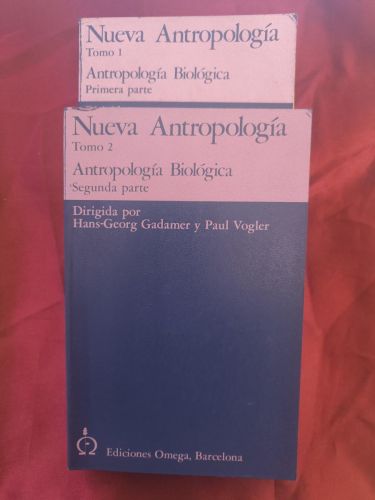 Nueva Antropología
Tomo 1
Antropología Biológica
Primera parte
Nueva Antropología
Tomo 2
Antropología Biológica
Segunda parte
Dirigida por
Hans-Georg Gadamer y Paul Vogler
Ediciones Omega, Barcelona